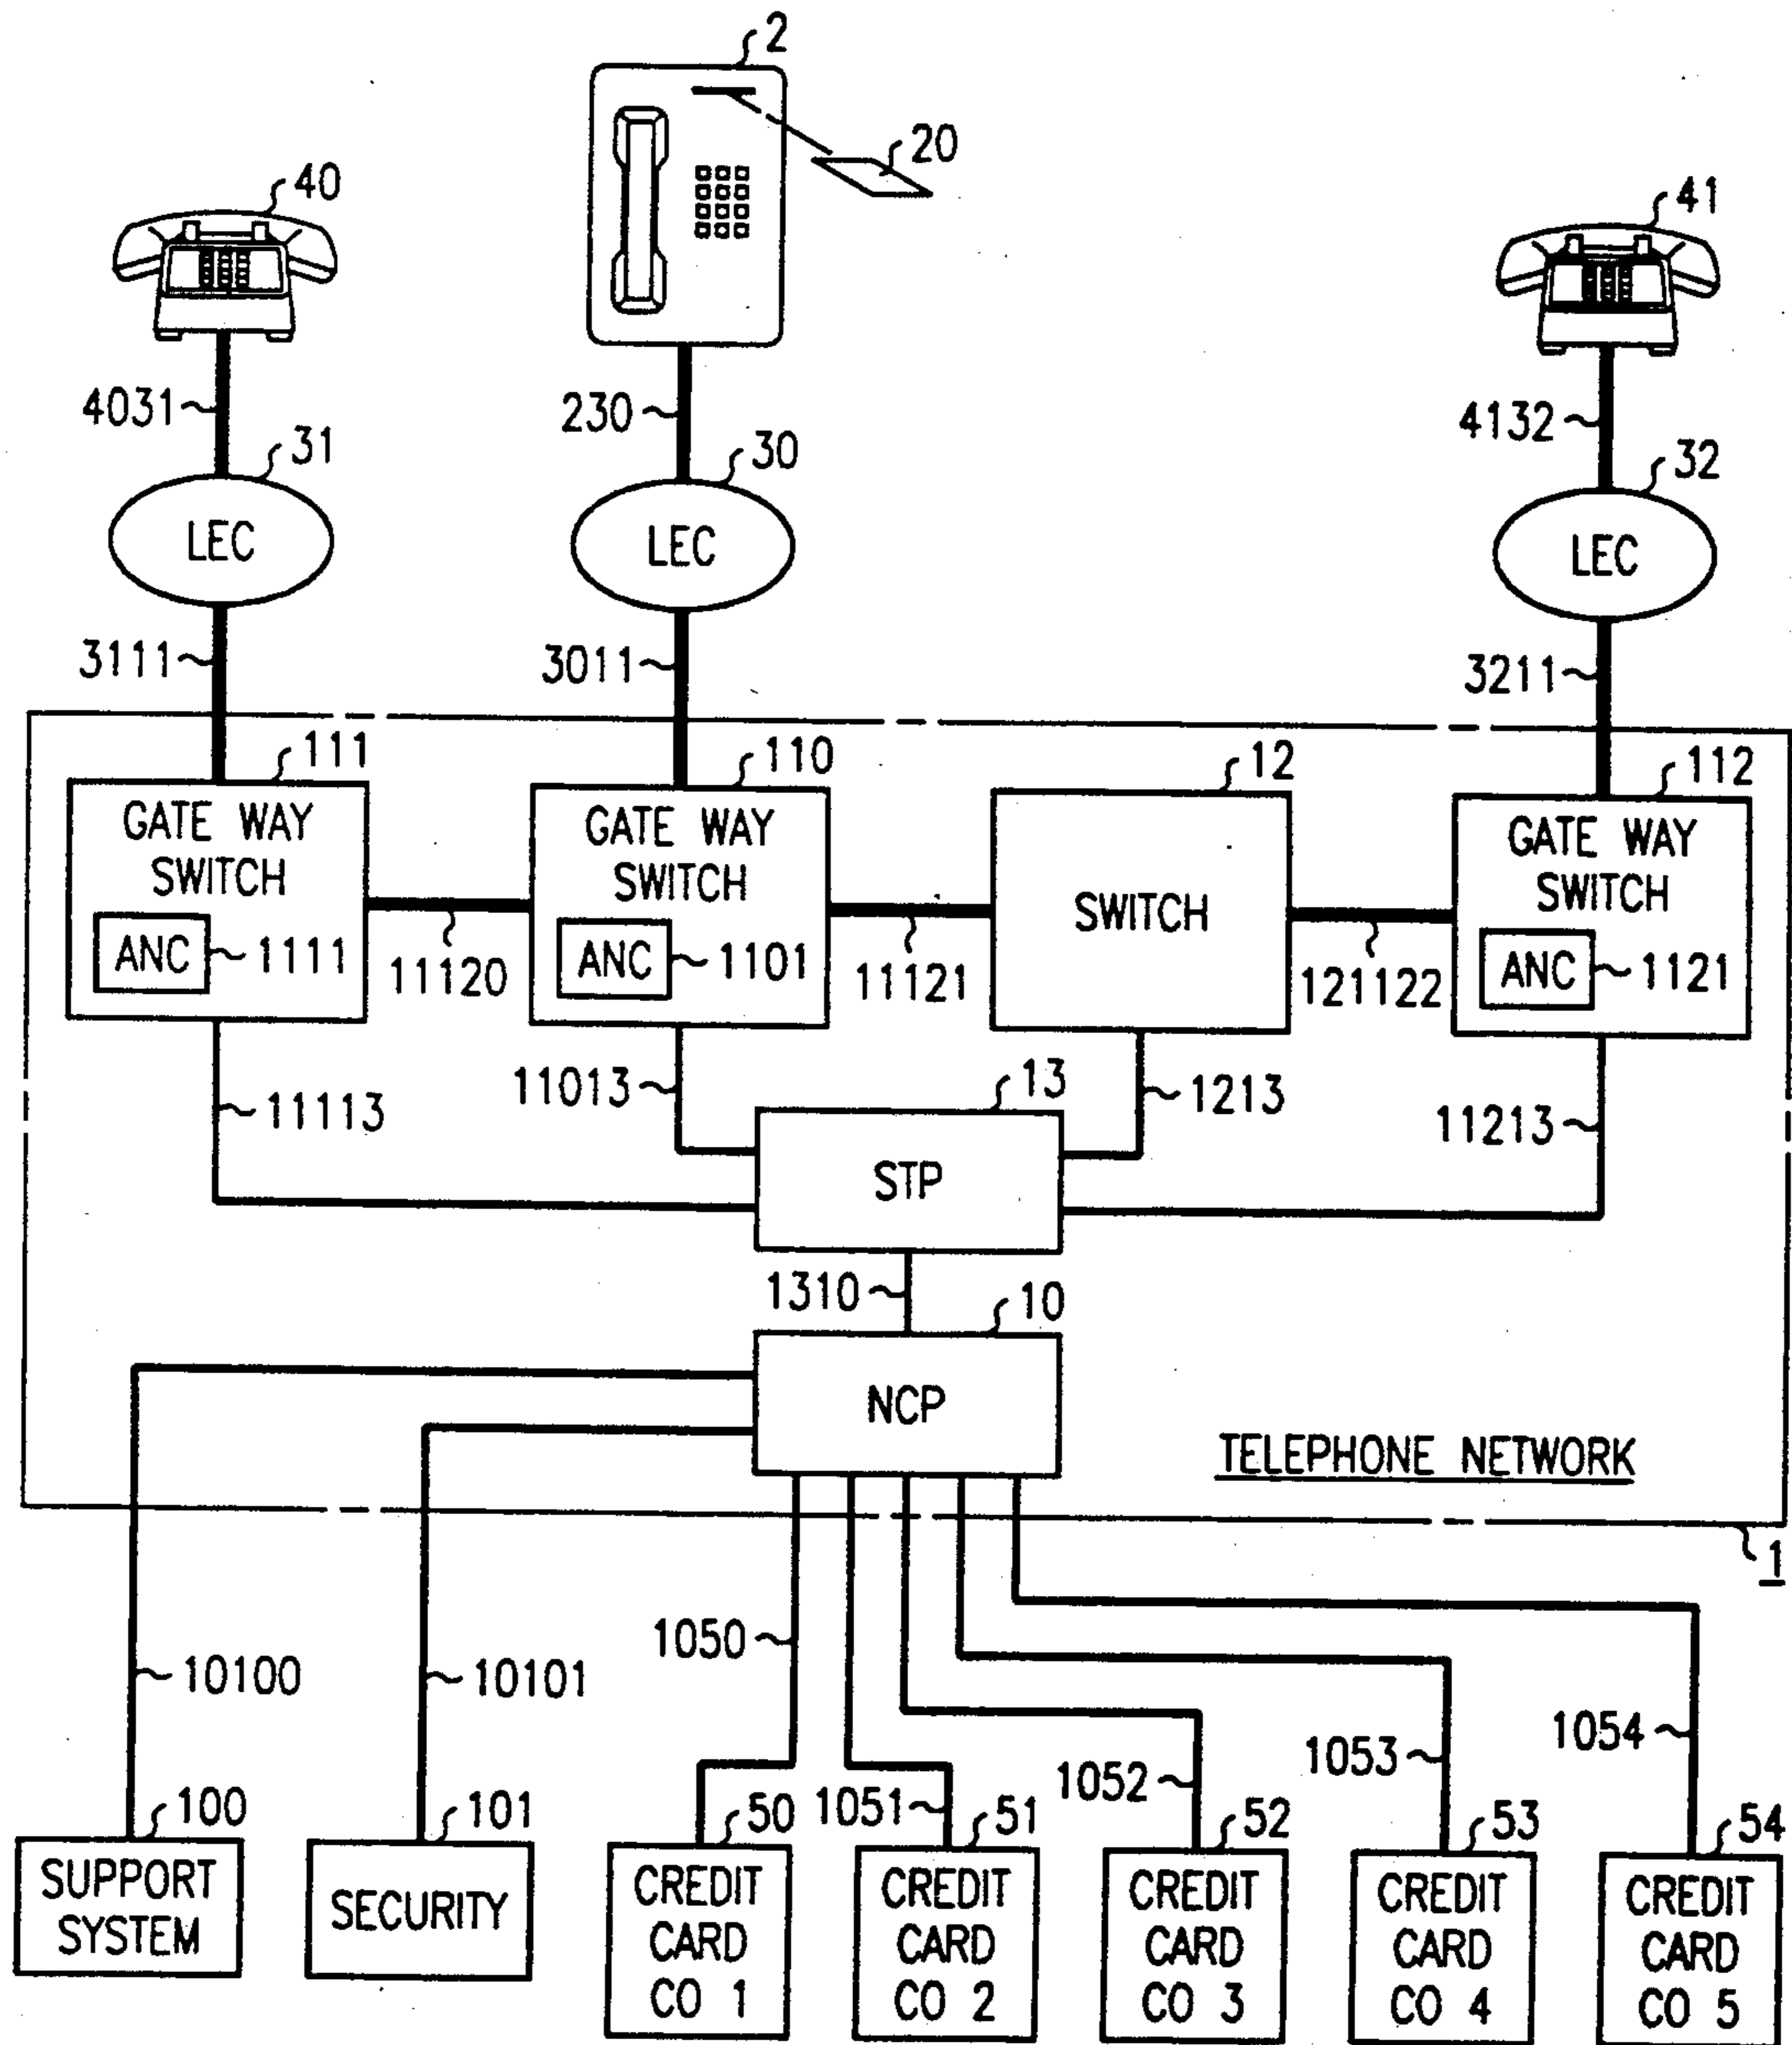 2
20
40
41
4031
230
4132
31
30
32
LEC
LEC
LEC
3111
3011
3211
111
110
12
112
GATE WAY
SWITCH
ANC
1111
GATE WAY
SWITCH
ANC
1101
SWITCH
GATE WAY
SWITCH
ANC
1121
11120
11121
121122
11113
11013
13
1213
11213
STP
1310
10
NCP
TELEPHONE NETWORK
1
10100
10101
1050
1051
1052
1053
1054
100
101
50
51
52
53
54
SUPPORT
SYSTEM
SECURITY
CREDIT
CARD
CO 1
CREDIT
CARD
CO 2
CREDIT
CARD
CO 3
CREDIT
CARD
CO 4
CREDIT
CARD
CO 5